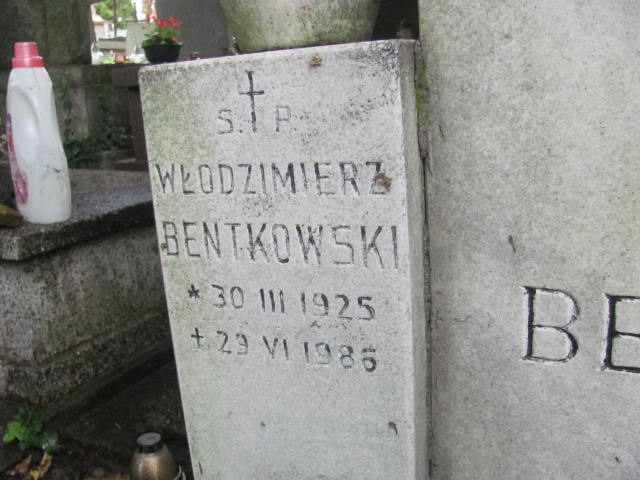 Ś. † P.
WŁODZIMIERZ
BENTKOWSKI
* 30 III 1925
+ 29 VI 1986
BE